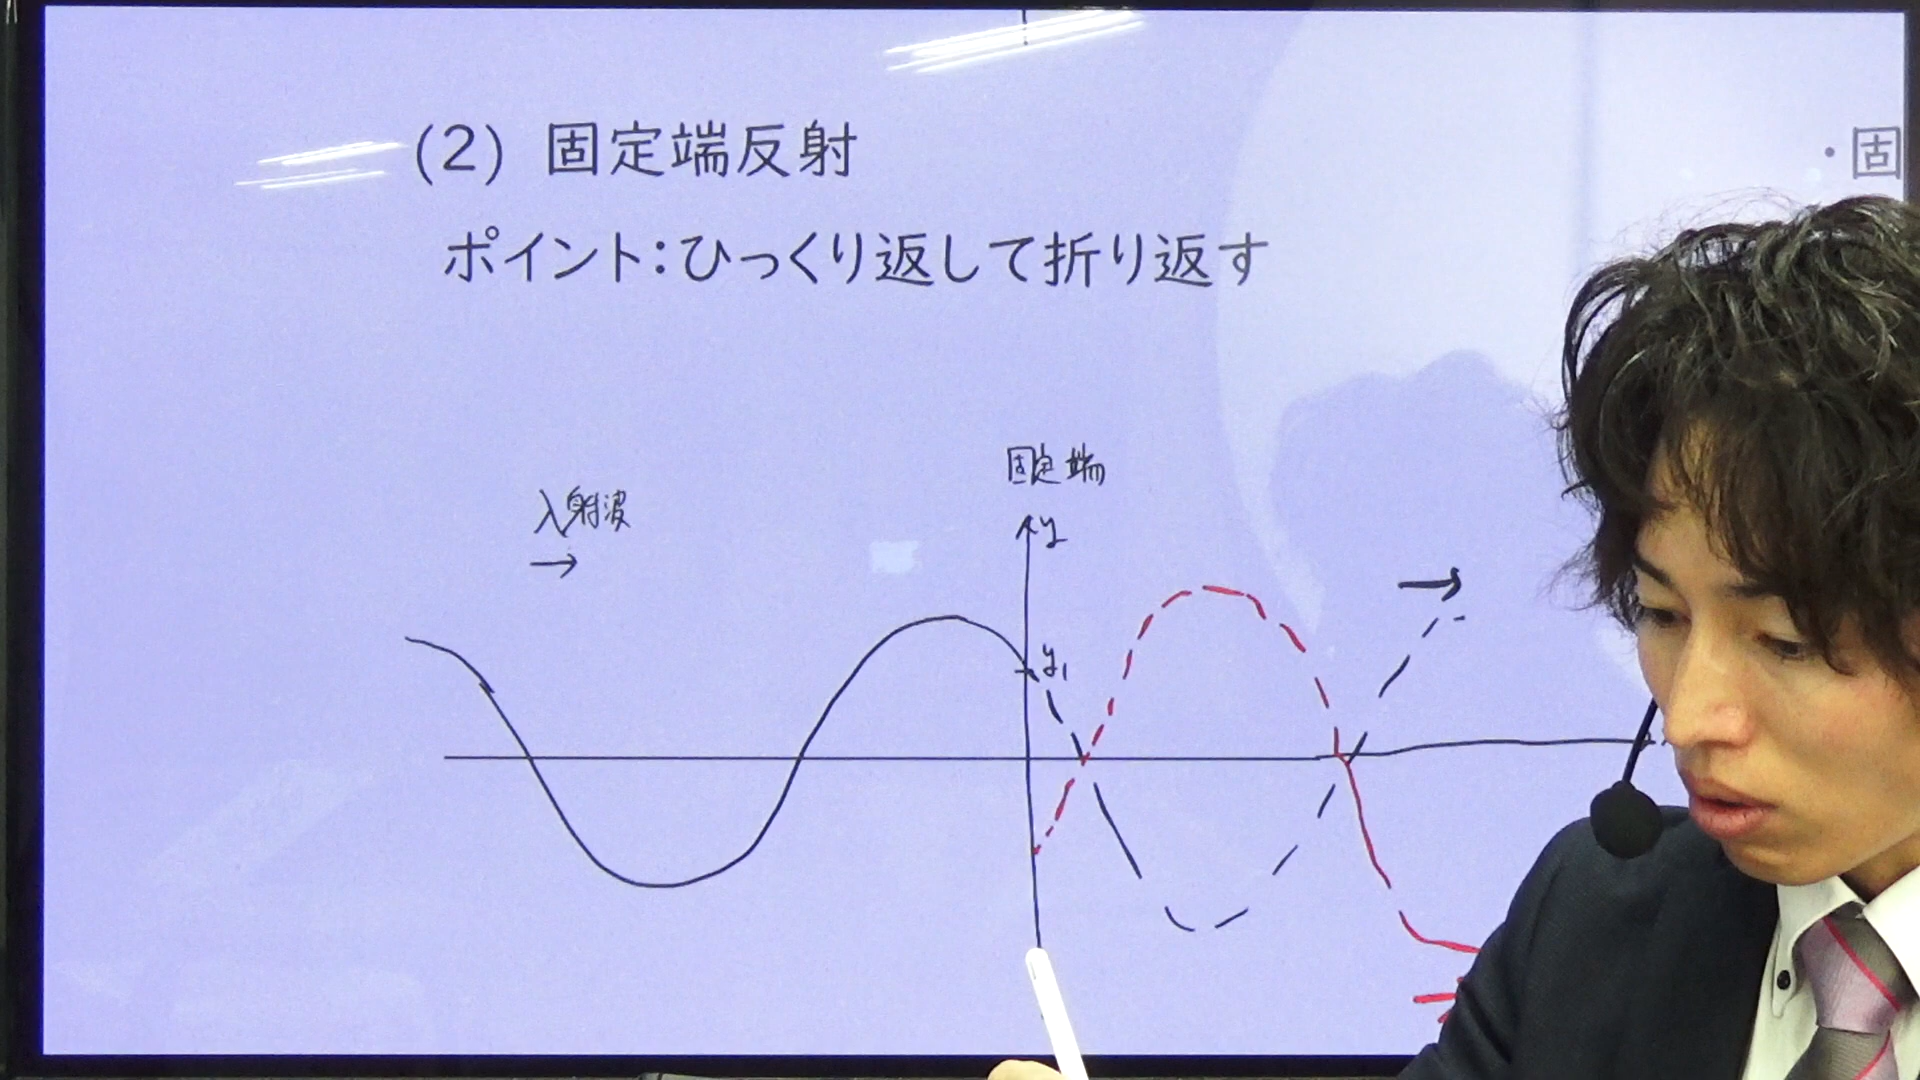 (2) 固定端反射
・固
ポイント:ひっくり返して折り返す
固定端
入射波
y
y₁